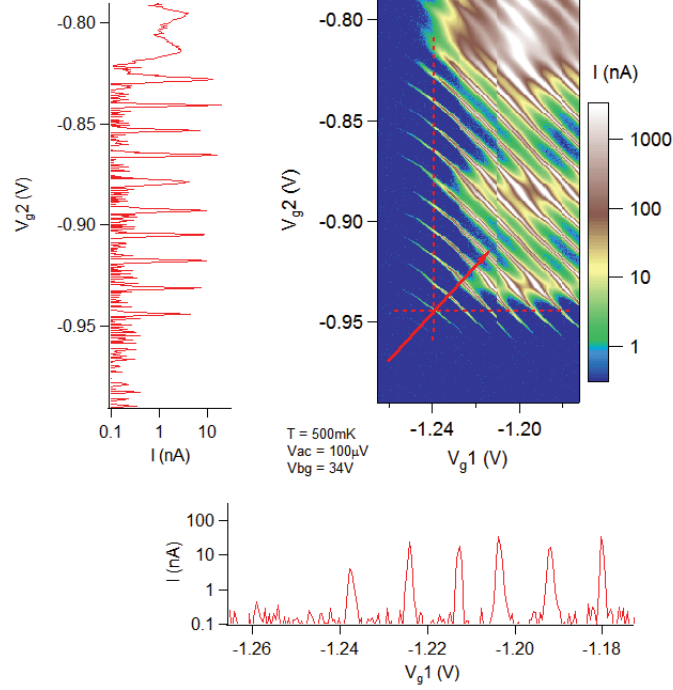 -0.80
-0.85
-0.90
-0.95
Vg2 (V)
0.1 1 10
I (nA)
-0.80
-0.85
-0.90
-0.95
Vg2 (V)
-1.24 -1.20
Vg1 (V)
I (nA)
1000
100
10
1
T = 500mK
Vac = 100µV
Vbg = 34V
100
10
1
0.1
I (nA)
-1.26 -1.24 -1.22 -1.20 -1.18
Vg1 (V)